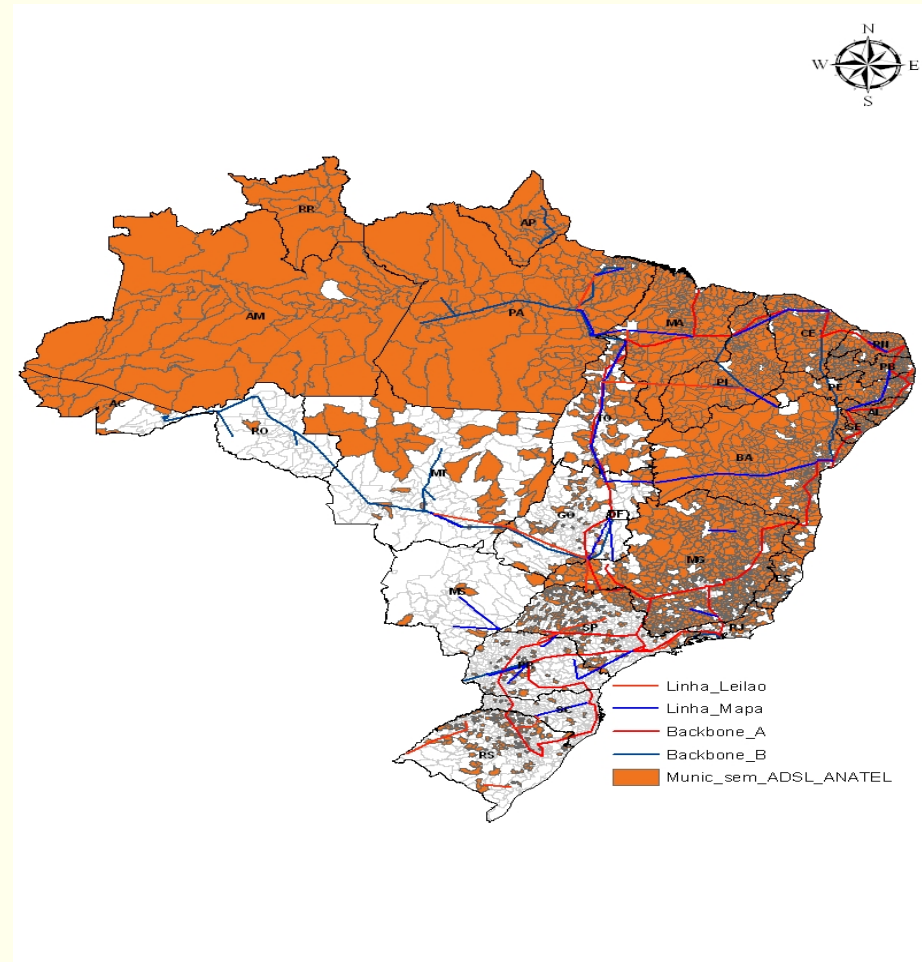 N
W E
S
RR
AP
AM
PA
MA
CE
RN
PB
PI
PE
AL
SE
AC
RO
TO
BA
MT
GO
DF
MG
ES
MS
SP
RJ
PR
SC
RS
Linha_Leilao
Linha_Mapa
Backbone_A
Backbone_B
Munic_sem_ADSL_ANATEL